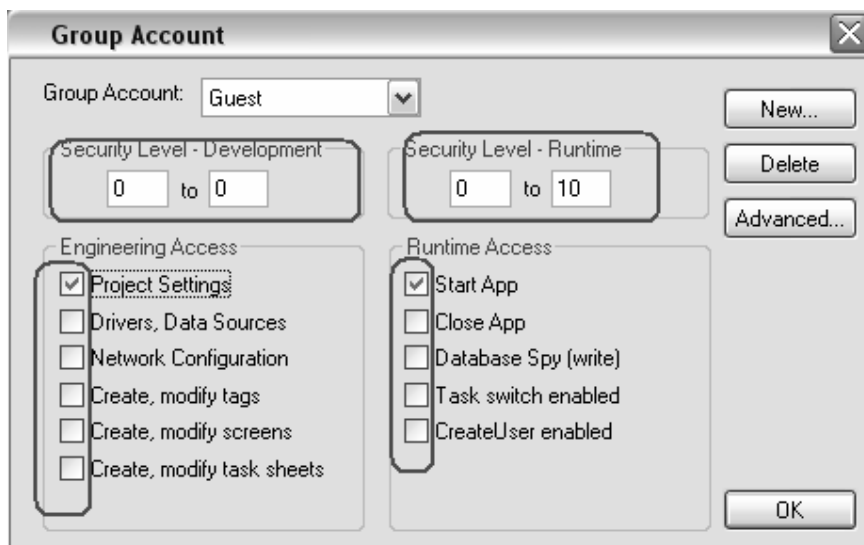 Group Account
Group Account: Guest
New...
Security Level - Development
0 to 0
Security Level - Runtime
0 to 10
Delete
Advanced...
Engineering Access
Project Settings
Drivers, Data Sources
Network Configuration
Create, modify tags
Create, modify screens
Create, modify task sheets
Runtime Access
Start App
Close App
Database Spy (write)
Task switch enabled
CreateUser enabled
OK